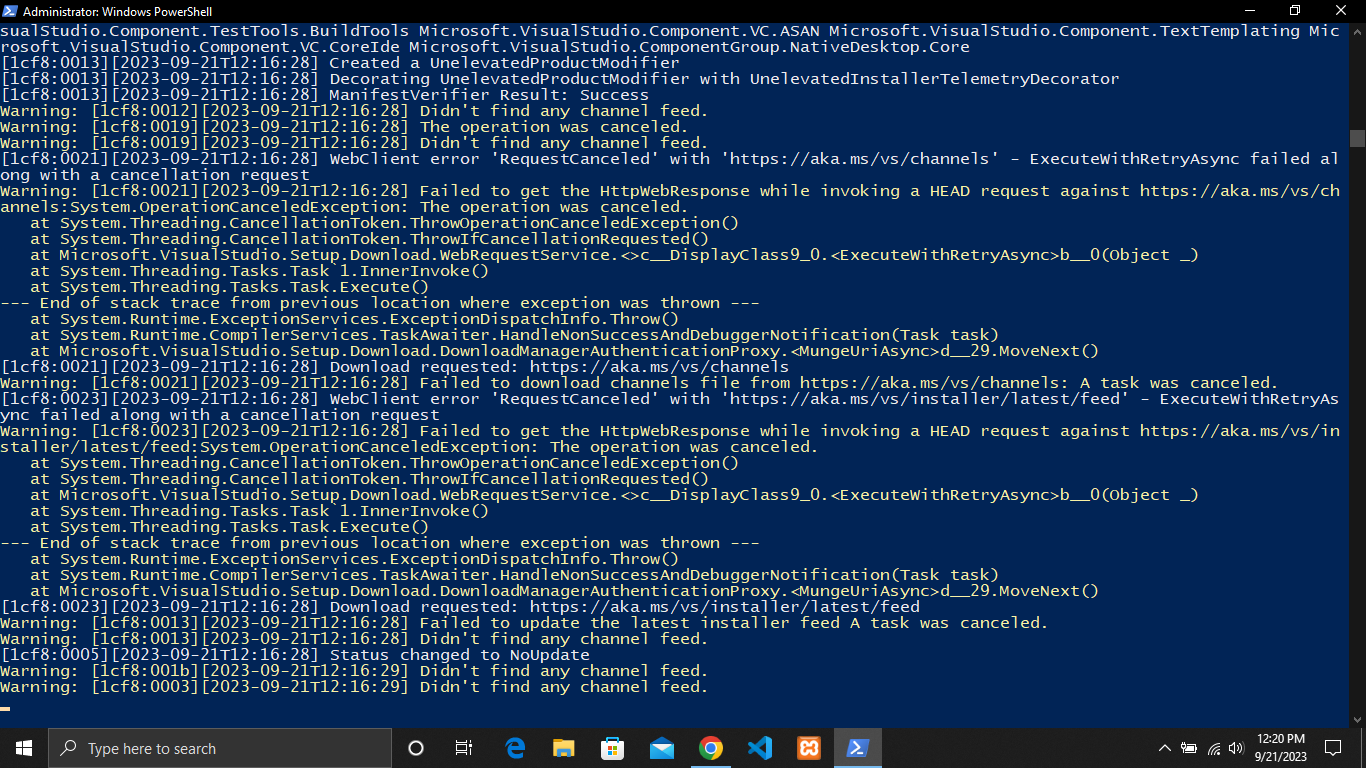 Administrator: Windows PowerShell
sualStudio.Component.TestTools.BuildTools Microsoft.VisualStudio.Component.VC.ASAN Microsoft.VisualStudio.Component.TextTemplating Mic
rosoft.VisualStudio.Component.VC.CoreIde Microsoft.VisualStudio.ComponentGroup.NativeDesktop.Core
[1cf8:0013][2023-09-21T12:16:28] Created a UnelevatedProductModifier
[1cf8:0013][2023-09-21T12:16:28] Decorating UnelevatedProductModifier with UnelevatedInstallerTelemetryDecorator
[1cf8:0013][2023-09-21T12:16:28] ManifestVerifier Result: Success
Warning: [1cf8:0012][2023-09-21T12:16:28] Didn't find any channel feed.
Warning: [1cf8:0019][2023-09-21T12:16:28] The operation was canceled.
Warning: [1cf8:0019][2023-09-21T12:16:28] Didn't find any channel feed.
[1cf8:0021][2023-09-21T12:16:28] WebClient error 'RequestCanceled' with 'https://aka.ms/vs/channels' - ExecuteWithRetryAsync failed al
ong with a cancellation request
Warning: [1cf8:0021][2023-09-21T12:16:28] Failed to get the HttpWebResponse while invoking a HEAD request against https://aka.ms/vs/ch
annels:System.OperationCanceledException: The operation was canceled.
   at System.Threading.CancellationToken.ThrowOperationCanceledException()
   at System.Threading.CancellationToken.ThrowIfCancellationRequested()
   at Microsoft.VisualStudio.Setup.Download.WebRequestService.<>c__DisplayClass9_0.<ExecuteWithRetryAsync>b__0(Object _)
   at System.Threading.Tasks.Task`1.InnerInvoke()
   at System.Threading.Tasks.Task.Execute()
--- End of stack trace from previous location where exception was thrown ---
   at System.Runtime.ExceptionServices.ExceptionDispatchInfo.Throw()
   at System.Runtime.CompilerServices.TaskAwaiter.HandleNonSuccessAndDebuggerNotification(Task task)
   at Microsoft.VisualStudio.Setup.Download.DownloadManagerAuthenticationProxy.<MungeUriAsync>d__29.MoveNext()
[1cf8:0021][2023-09-21T12:16:28] Download requested: https://aka.ms/vs/channels
Warning: [1cf8:0021][2023-09-21T12:16:28] Failed to download channels file from https://aka.ms/vs/channels: A task was canceled.
[1cf8:0023][2023-09-21T12:16:28] WebClient error 'RequestCanceled' with 'https://aka.ms/vs/installer/latest/feed' - ExecuteWithRetryAs
ync failed along with a cancellation request
Warning: [1cf8:0023][2023-09-21T12:16:28] Failed to get the HttpWebResponse while invoking a HEAD request against https://aka.ms/vs/in
staller/latest/feed:System.OperationCanceledException: The operation was canceled.
   at System.Threading.CancellationToken.ThrowOperationCanceledException()
   at System.Threading.CancellationToken.ThrowIfCancellationRequested()
   at Microsoft.VisualStudio.Setup.Download.WebRequestService.<>c__DisplayClass9_0.<ExecuteWithRetryAsync>b__0(Object _)
   at System.Threading.Tasks.Task`1.InnerInvoke()
   at System.Threading.Tasks.Task.Execute()
--- End of stack trace from previous location where exception was thrown ---
   at System.Runtime.ExceptionServices.ExceptionDispatchInfo.Throw()
   at System.Runtime.CompilerServices.TaskAwaiter.HandleNonSuccessAndDebuggerNotification(Task task)
   at Microsoft.VisualStudio.Setup.Download.DownloadManagerAuthenticationProxy.<MungeUriAsync>d__29.MoveNext()
[1cf8:0023][2023-09-21T12:16:28] Download requested: https://aka.ms/vs/installer/latest/feed
Warning: [1cf8:0013][2023-09-21T12:16:28] Failed to update the latest installer feed A task was canceled.
Warning: [1cf8:0013][2023-09-21T12:16:28] Didn't find any channel feed.
[1cf8:0005][2023-09-21T12:16:28] Status changed to NoUpdate
Warning: [1cf8:001b][2023-09-21T12:16:29] Didn't find any channel feed.
Warning: [1cf8:0003][2023-09-21T12:16:29] Didn't find any channel feed.
Type here to search
12:20 PM
9/21/2023